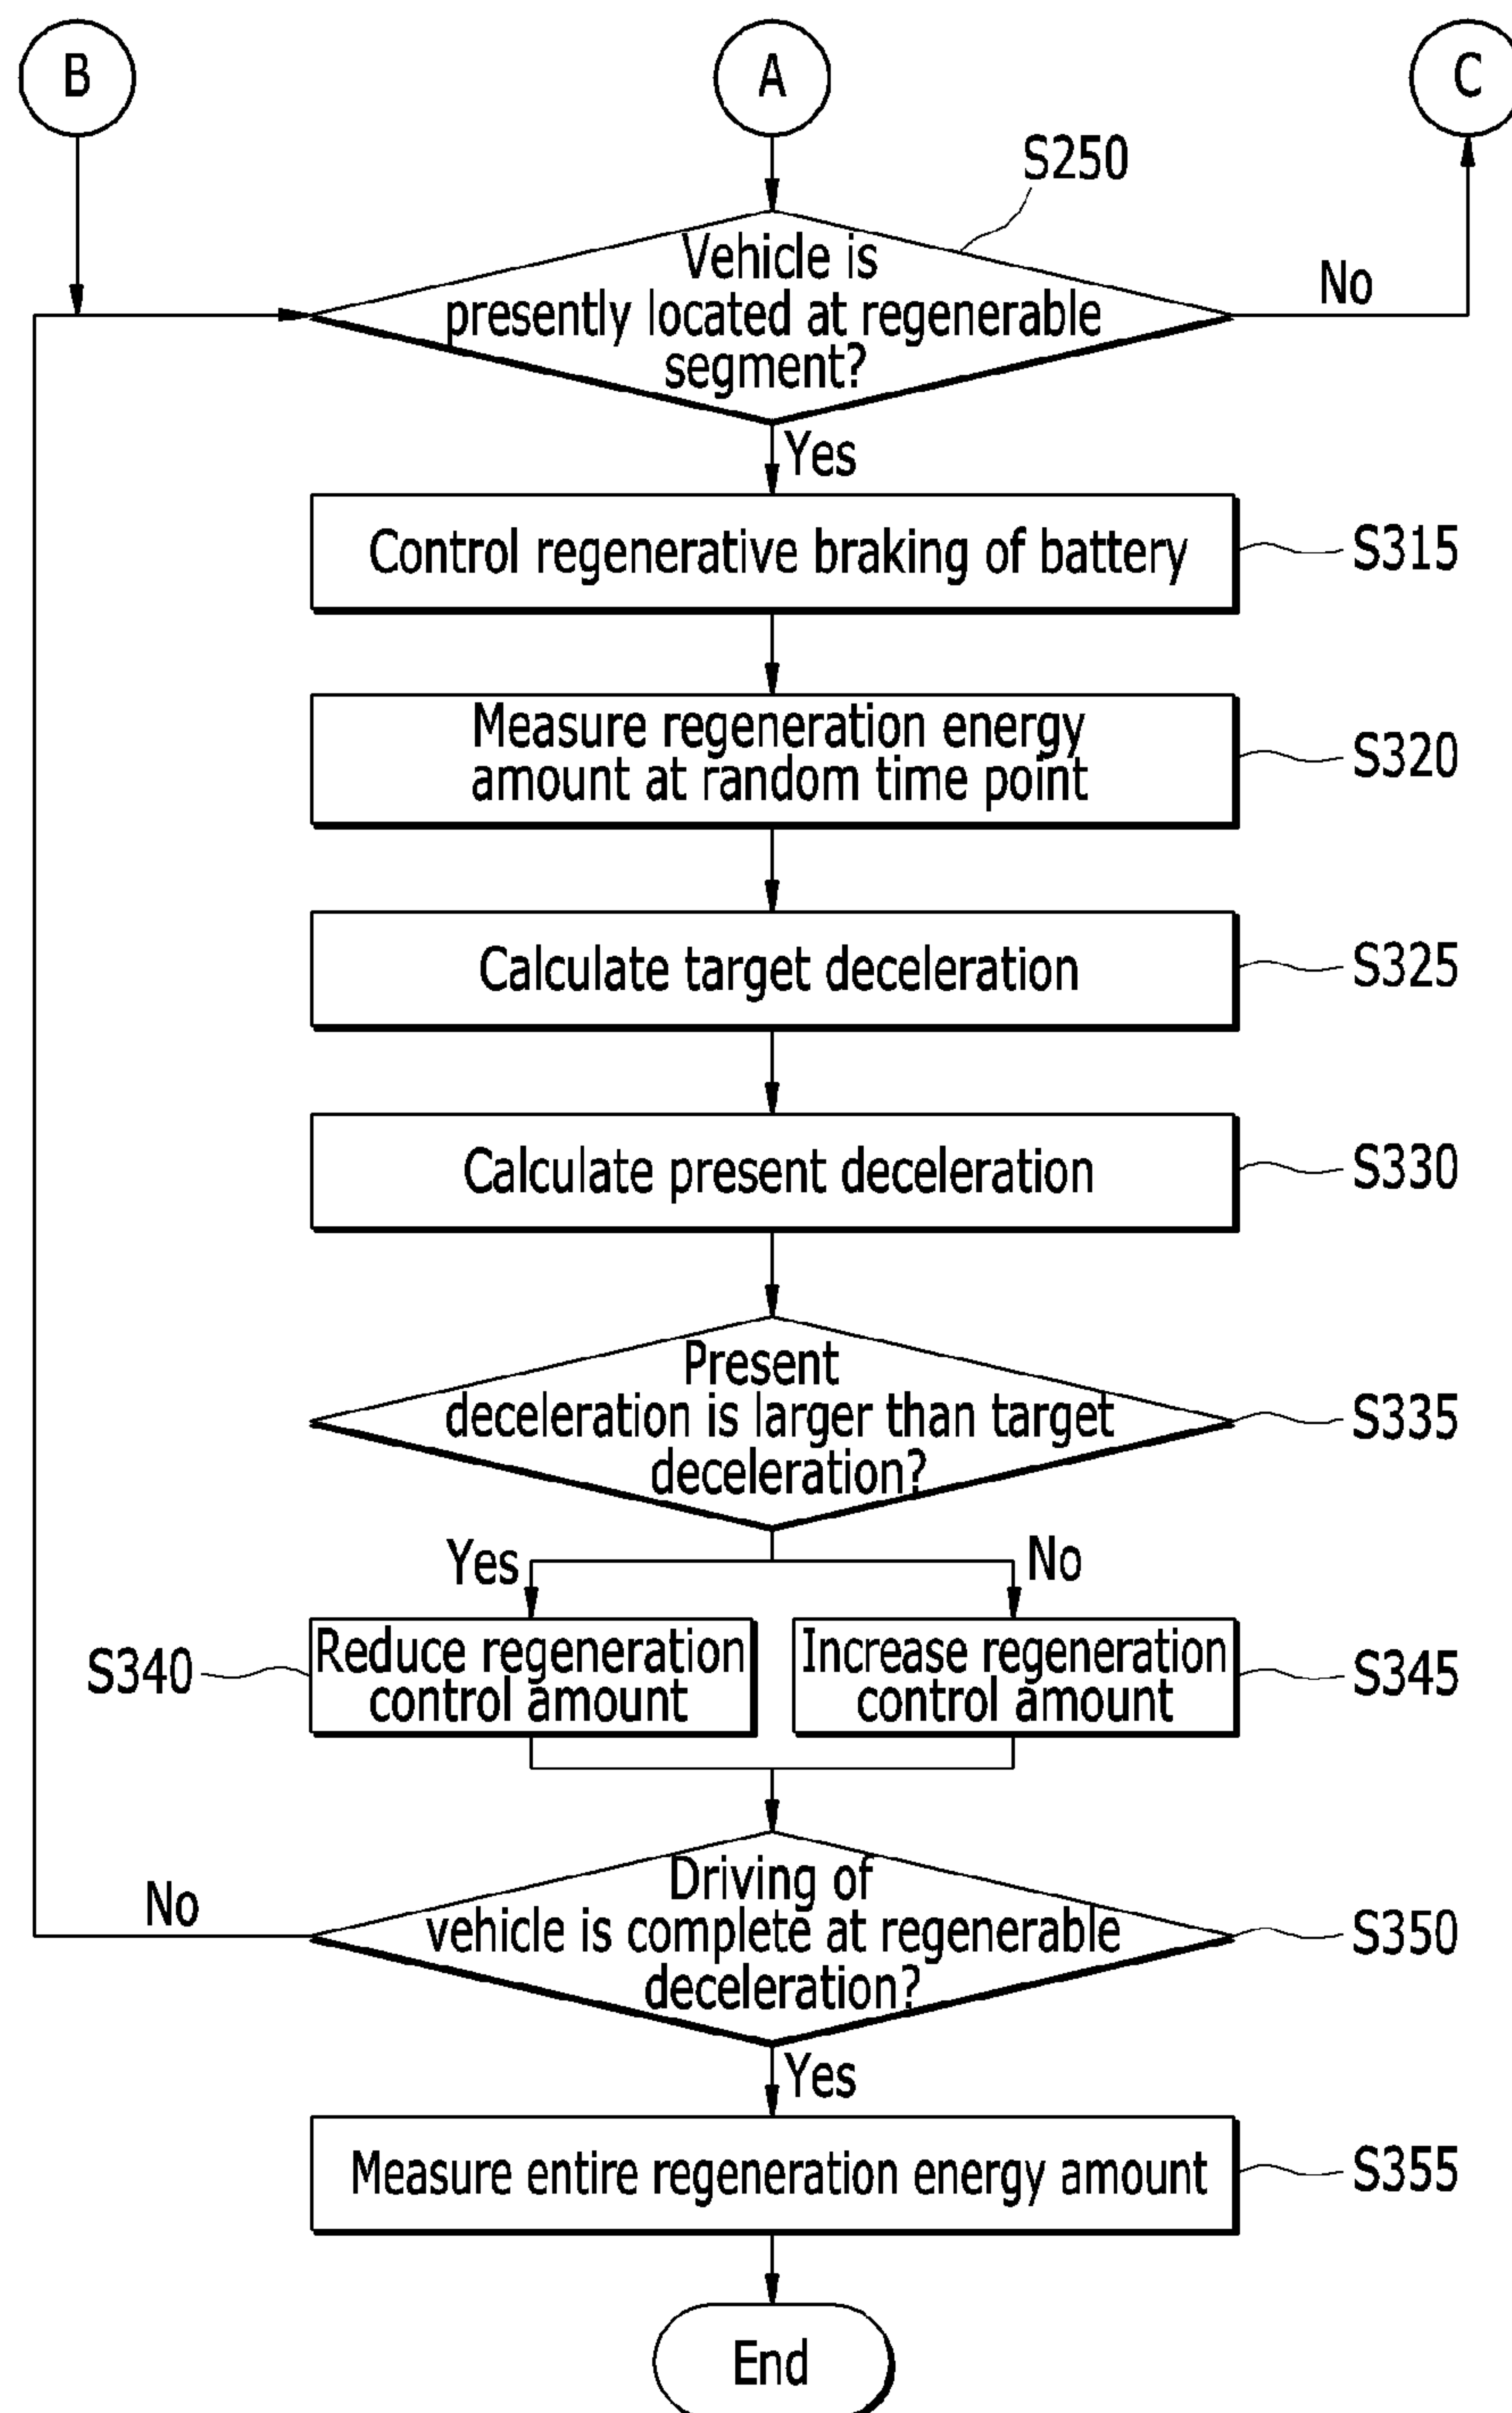 B
A
C
S250
Vehicle is
presently located at regenerable
segment?
No
Yes
Control regenerative braking of battery
S315
Measure regeneration energy
amount at random time point
S320
Calculate target deceleration
S325
Calculate present deceleration
S330
Present
deceleration is larger than target
deceleration?
S335
Yes
No
S340
Reduce regeneration
control amount
Increase regeneration
control amount
S345
Driving of
vehicle is complete at regenerable
deceleration?
S350
No
Yes
Measure entire regeneration energy amount
S355
End